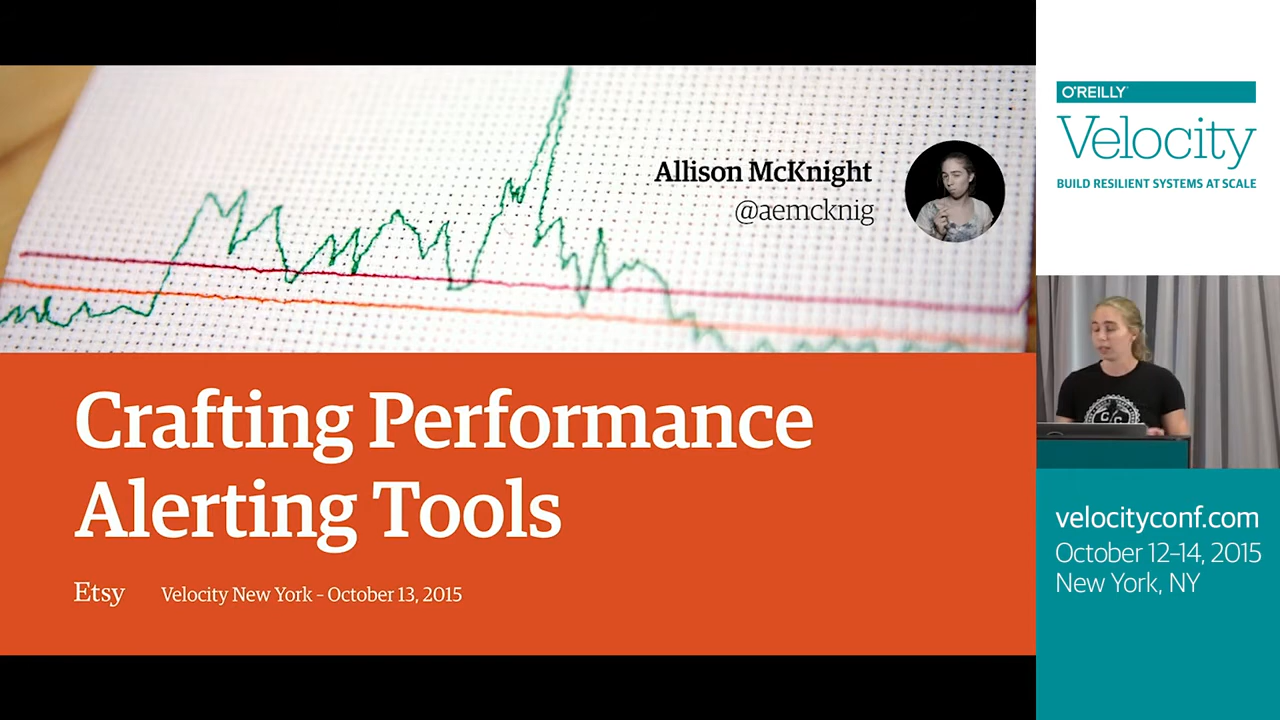 Allison McKnight
@aemcknig
Crafting Performance
Alerting Tools
Etsy
Velocity New York – October 13, 2015
O'REILLY
Velocity
BUILD RESILIENT SYSTEMS AT SCALE
C/C
velocityconf.com
October 12–14, 2015
New York, NY